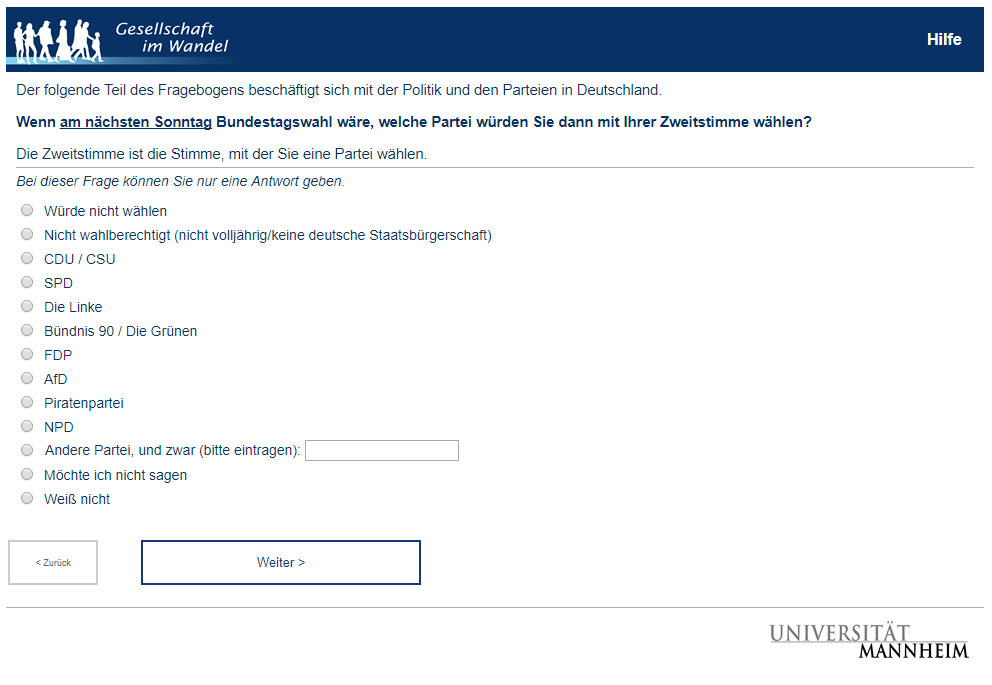 Gesellschaft
im Wandel
Hilfe
Der folgende Teil des Fragebogens beschäftigt sich mit der Politik und den Parteien in Deutschland.
Wenn am nächsten Sonntag Bundestagswahl wäre, welche Partei würden Sie dann mit Ihrer Zweitstimme wählen?
Die Zweitstimme ist die Stimme, mit der Sie eine Partei wählen.
Bei dieser Frage können Sie nur eine Antwort geben.
Würde nicht wählen
Nicht wahlberechtigt (nicht volljährig/keine deutsche Staatsbürgerschaft)
CDU / CSU
SPD
Die Linke
Bündnis 90 / Die Grünen
FDP
AfD
Piratenpartei
NPD
Andere Partei, und zwar (bitte eintragen):
Möchte ich nicht sagen
Weiß nicht
< Zurück
Weiter >
UNIVERSITÄT
MANNHEIM